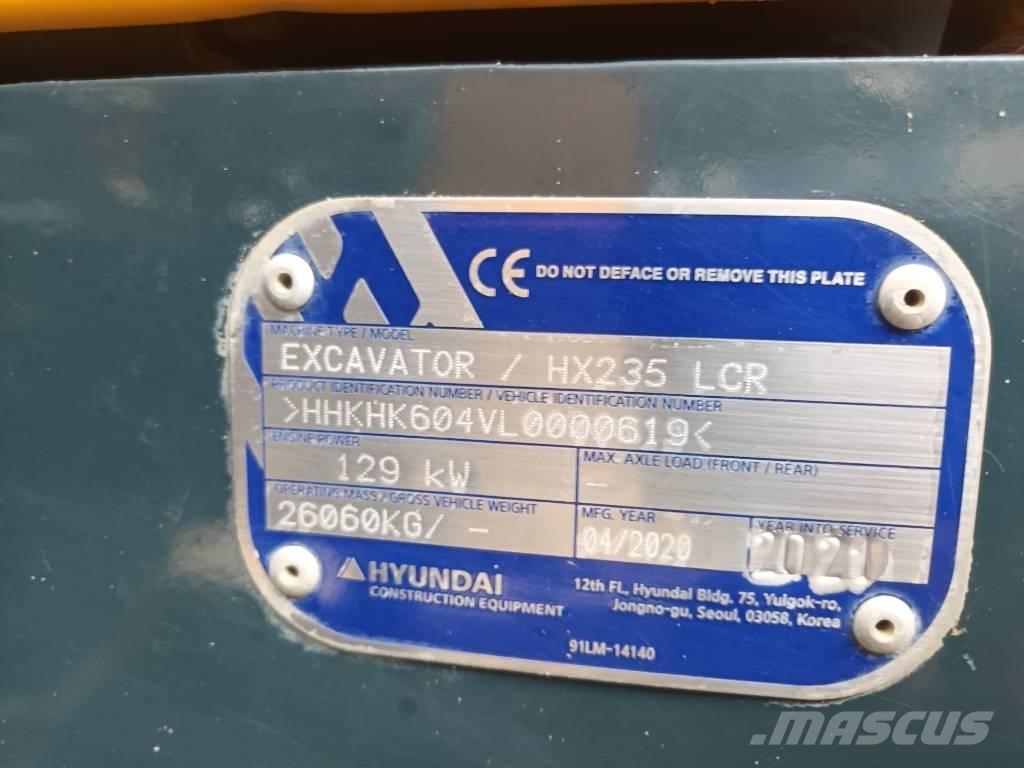 CE DO NOT DEFACE OR REMOVE THIS PLATE
MACHINE TYPE / MODEL
EXCAVATOR / HX235 LCR
PRODUCT IDENTIFICATION NUMBER / VEHICLE IDENTIFICATION NUMBER
>HHKHK604VL0000619<
ENGINE POWER
129 kW
MAX. AXLE LOAD (FRONT / REAR)
-
OPERATING MASS / GROSS VEHICLE WEIGHT
26060KG/ -
MFG. YEAR
04/2020
YEAR INTO SERVICE
2020
HYUNDAI
CONSTRUCTION EQUIPMENT
12th FL, Hyundai Bldg. 75, Yulgok-ro,
Jongno-gu, Seoul, 03058, Korea
91LM-14140
MASCUS